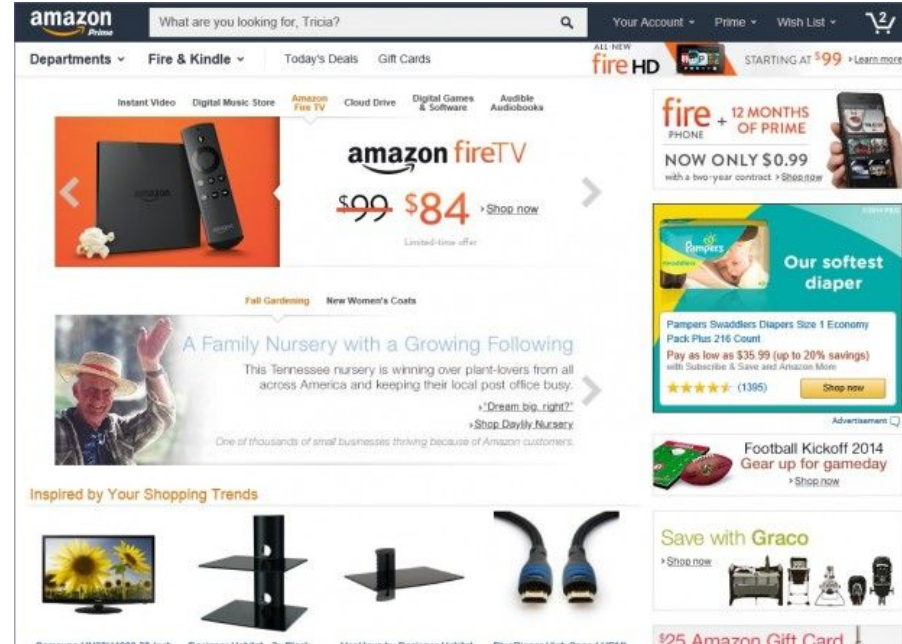 amazon
Prime
What are you looking for, Tricia?
Your Account
Prime
Wish List
2
Departments
Fire & Kindle
Today's Deals
Gift Cards
ALL-NEW
fire HD
STARTING AT $99 › Learn more
Instant Video
Digital Music Store
Amazon
Fire TV
Cloud Drive
Digital Games
& Software
Audible
Audiobooks
amazon
amazon fireTV
$99 $84 › Shop now
Limited-time offer
fire
PHONE
+ 12 MONTHS
OF PRIME
NOW ONLY $0.99
with a two-year contract › Shop now
Pampers
swaddlers
Our softest
diaper
Pampers Swaddlers Diapers Size 1 Economy
Pack Plus 216 Count
Pay as low as $35.99 (up to 20% savings)
with Subscribe & Save and Amazon Mom
(1395)
Shop now
Advertisement
Fall Gardening
New Women's Coats
A Family Nursery with a Growing Following
This Tennessee nursery is winning over plant-lovers from all
across America and keeping their local post office busy.
› "Dream big, right?"
› Shop Daylily Nursery
One of thousands of small businesses thriving because of Amazon customers.
Football Kickoff 2014
Gear up for gameday
› Shop now
Inspired by Your Shopping Trends
Save with Graco
› Shop now
$25 Amazon Gift Card